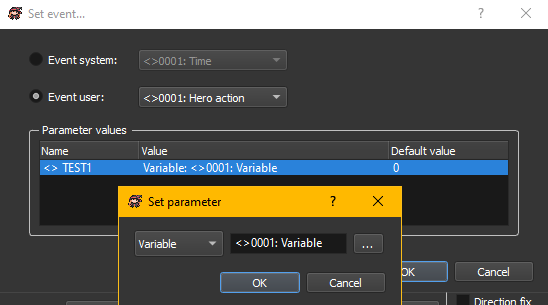 Set event...
?
Event system:
<>0001: Time
Event user:
<>0001: Hero action
Parameter values
Name Value Default value
<> TEST1 Variable: <>0001: Variable 0
Set parameter
?
Variable <>0001: Variable ...
OK Cancel
OK Cancel
Direction fix